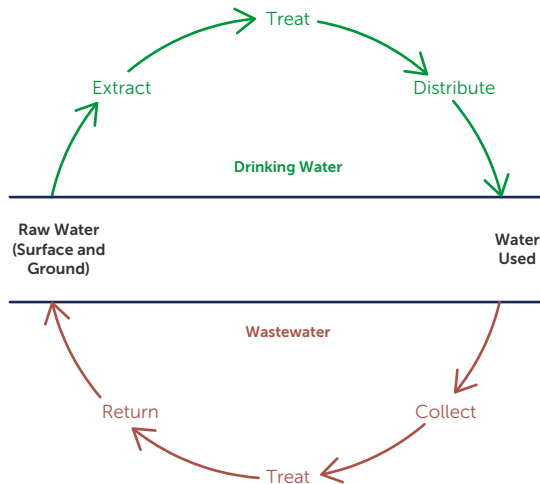 Treat
Extract
Distribute
Drinking Water
Raw Water
(Surface and
Ground)
Water
Used
Wastewater
Return
Collect
Treat